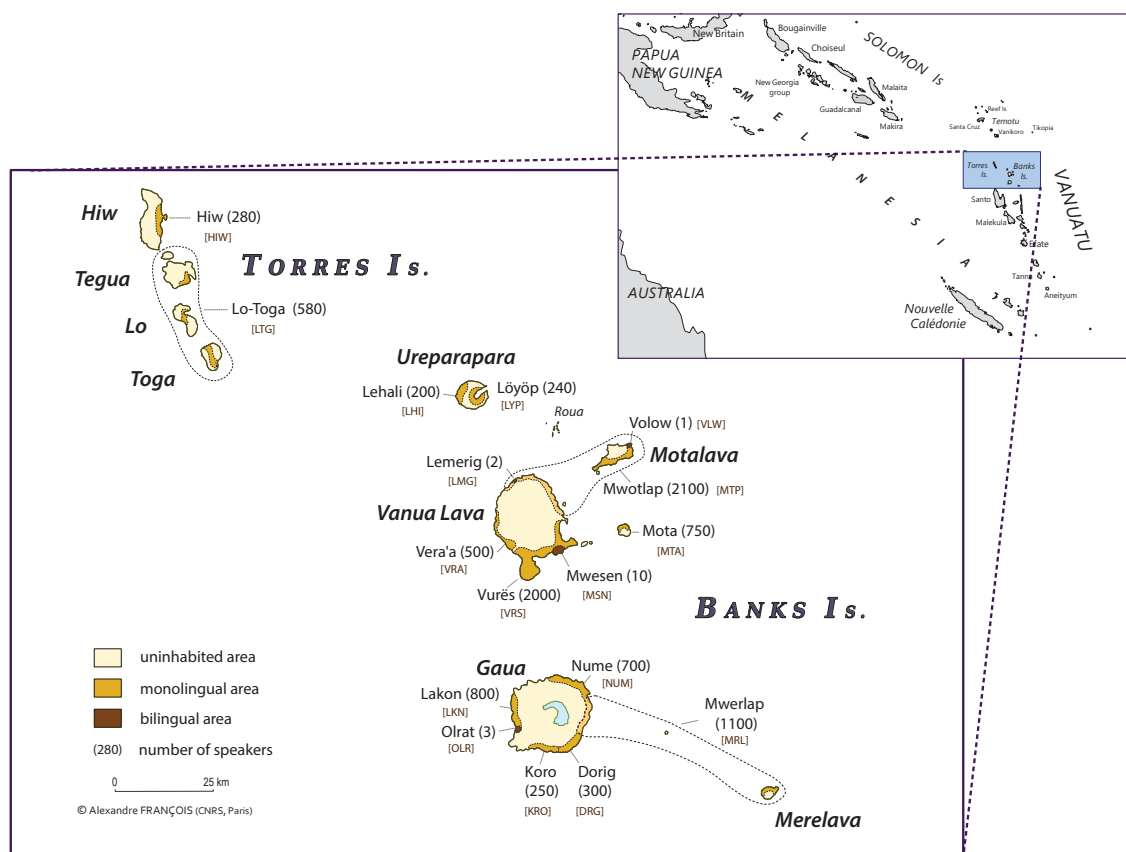 New Britain
Bougainville
Choiseul
SOLOMON Is
PAPUA
NEW GUINEA
New Georgia
group
Malaita
Guadalcanal
Makira
MELANESIA
Reef Is
Santa Cruz
Temotu
Vanikoro
Tikopia
Torres
Is.
Banks
Is.
VANUATU
Santo
Malekula
Efate
Tanna
Aneityum
AUSTRALIA
Nouvelle
Calédonie
Hiw
Hiw (280)
[HIW]
TORRES Is.
Tegua
Lo-Toga (580)
[LTG]
Lo
Toga
Ureparapara
Lehali (200)
[LHI]
Löyöp (240)
[LYP]
Roua
Volow (1) [VLW]
Motalava
Lemerig (2)
[LMG]
Mwotlap (2100) [MTP]
Vanua Lava
Mota (750)
[MTA]
Vera'a (500)
[VRA]
Mwesen (10)
[MSN]
Vurës (2000)
[VRS]
BANKS Is.
uninhabited area
monolingual area
bilingual area
(280) number of speakers
0 25 km
© Alexandre FRANÇOIS (CNRS, Paris)
Gaua
Nume (700)
[NUM]
Lakon (800)
[LKN]
Olrat (3)
[OLR]
Mwerlap
(1100)
[MRL]
Koro
(250)
[KRO]
Dorig
(300)
[DRG]
Merelava